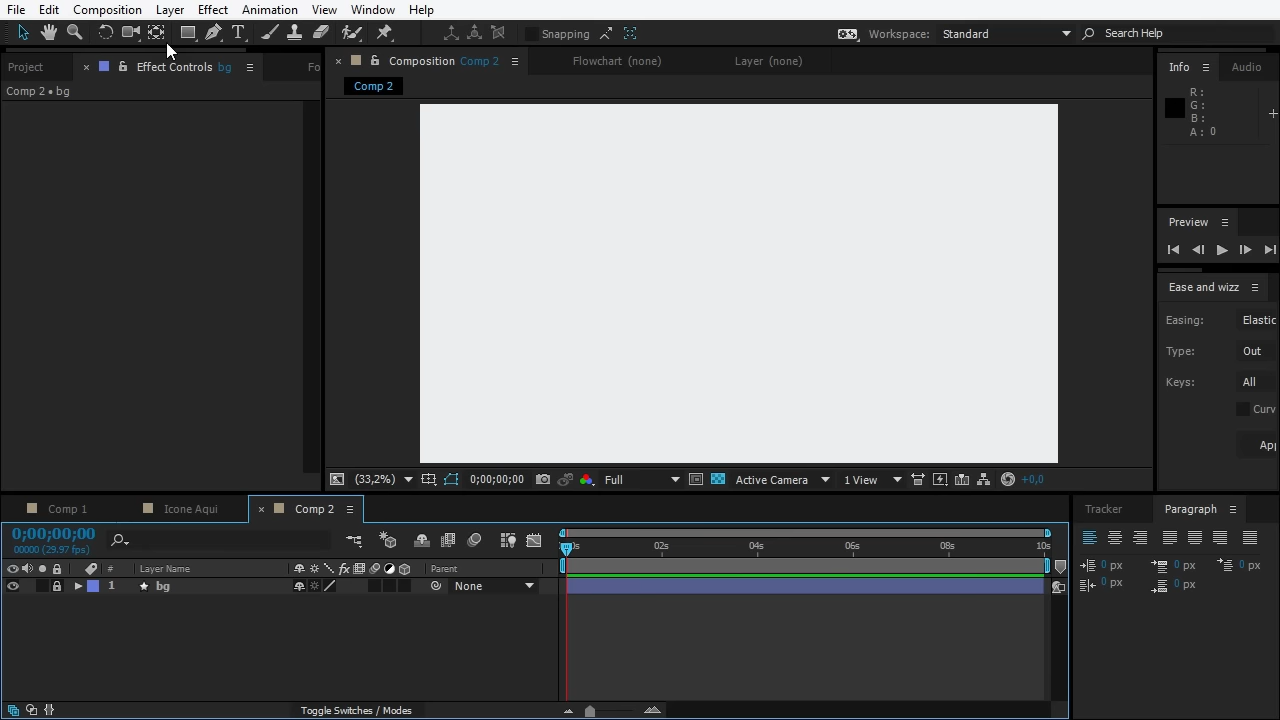 File Edit Composition Layer Effect Animation View Window Help
Snapping Workspace: Standard Search Help
Project × Effect Controls bg Fo × Composition Comp 2 Flowchart (none) Layer (none) Info Audio
Comp 2 • bg Comp 2
R :
G :
B :
A : 0
Preview
Ease and wizz
Easing: Elastic
Type: Out
Keys: All
Curv
App
(33,2%) 0;00;00;00 Full Active Camera 1 View +0,0
Comp 1 Icone Aqui × Comp 2 Tracker Paragraph
0;00;00;00
00000 (29.97 fps)
02s 04s 06s 08s 10s
# Layer Name fx Parent
0 px 0 px 0 px
0 px 0 px
1 bg None
Toggle Switches / Modes